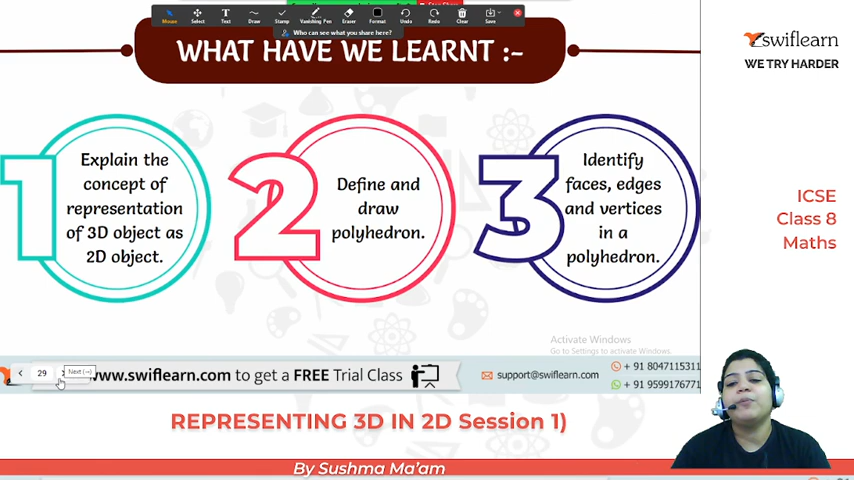 Mouse Select Text Draw Stamp Vanishing Pen Eraser Format Undo Redo Clear Save
Who can see what you share here?
WHAT HAVE WE LEARNT :-
swiflearn
WE TRY HARDER
1
Explain the
concept of
representation
of 3D object as
2D object.
2
Define and
draw
polyhedron.
3
Identify
faces, edges
and vertices
in a
polyhedron.
ICSE
Class 8
Maths
Activate Windows
Go to Settings to activate Windows.
29
Next (→)
www.swiflearn.com to get a FREE Trial Class
support@swiflearn.com
+ 91 8047115311
+ 91 9599176771
REPRESENTING 3D IN 2D Session 1)
By Sushma Ma'am